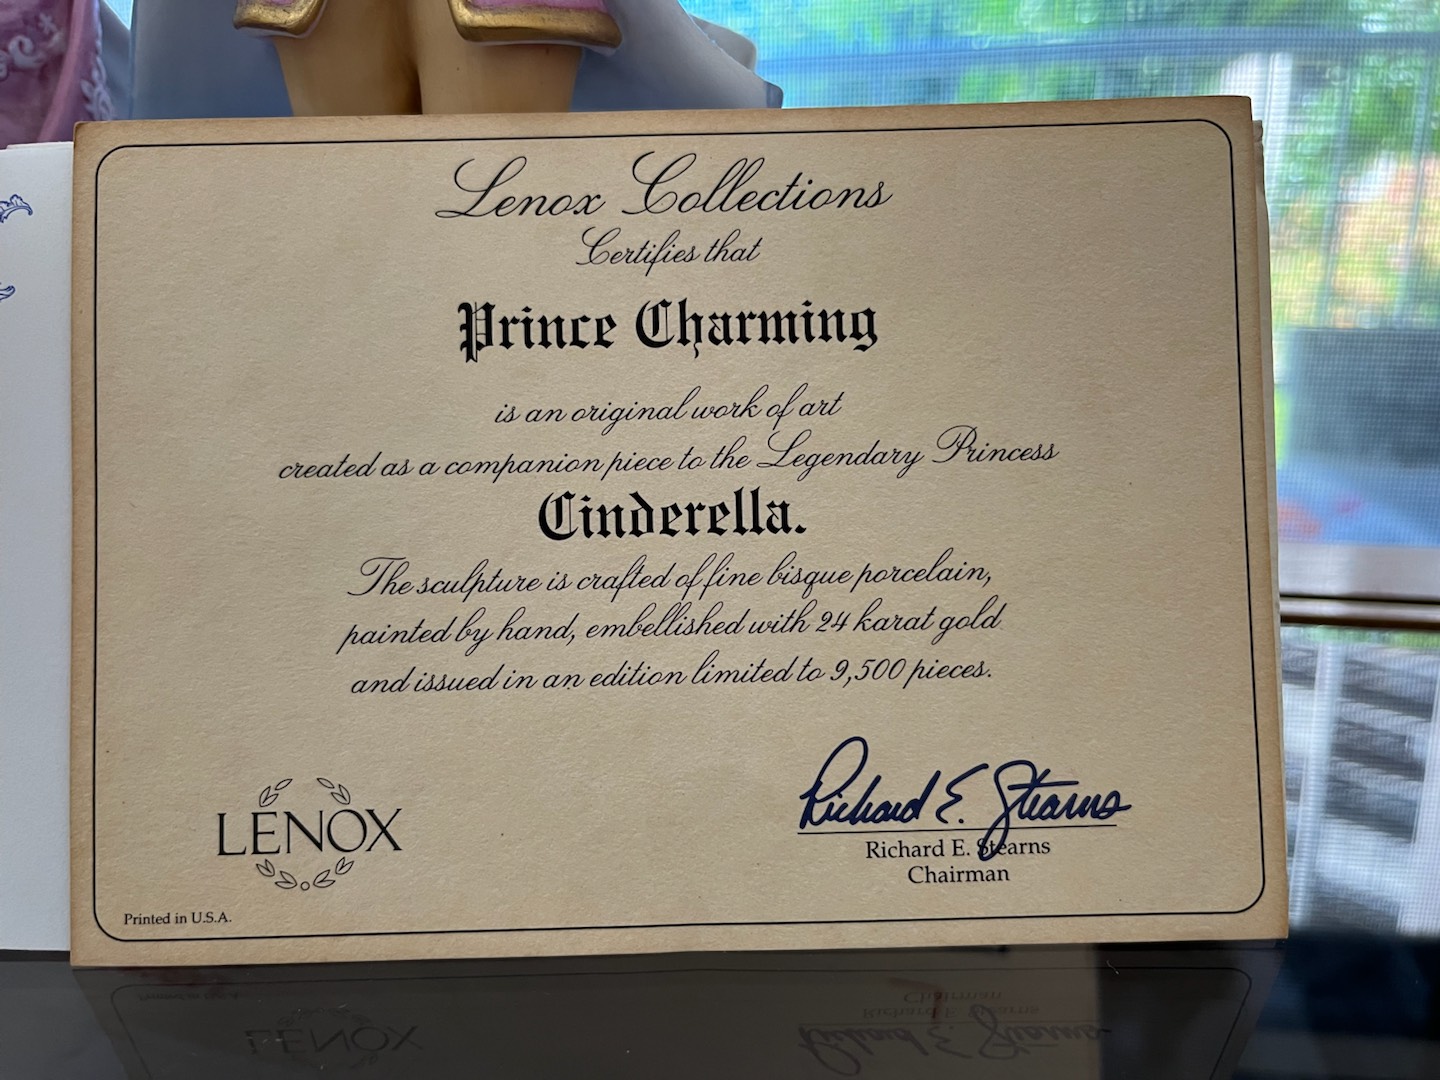 Lenox Collections
Certifies that
Prince Charming
is an original work of art
created as a companion piece to the Legendary Princess
Cinderella.
The sculpture is crafted of fine bisque porcelain,
painted by hand, embellished with 24 karat gold
and issued in an edition limited to 9,500 pieces.
Richard E. Stearns
LENOX
Richard E. Stearns
Chairman
Printed in U.S.A.